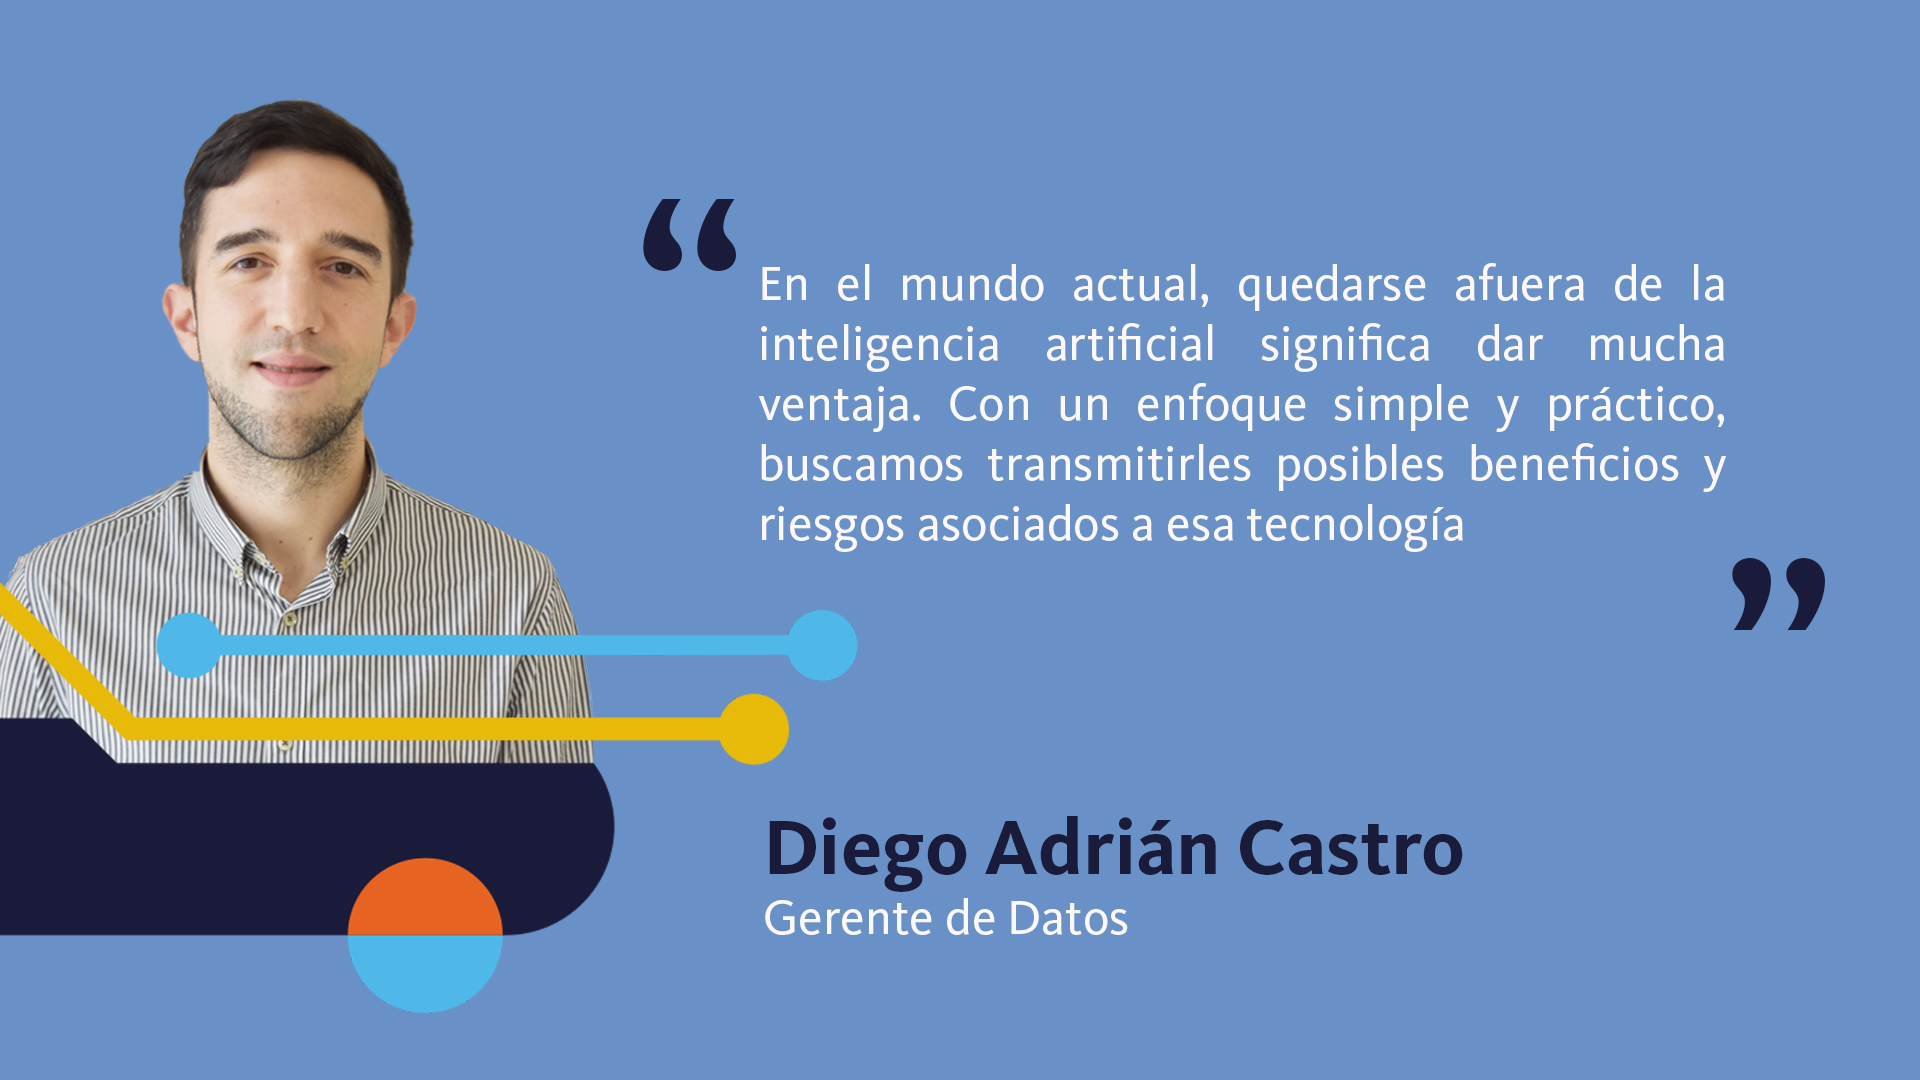 “
En el mundo actual, quedarse afuera de la
inteligencia artificial significa dar mucha
ventaja. Con un enfoque simple y práctico,
buscamos transmitirles posibles beneficios y
riesgos asociados a esa tecnología
”
Diego Adrián Castro
Gerente de Datos